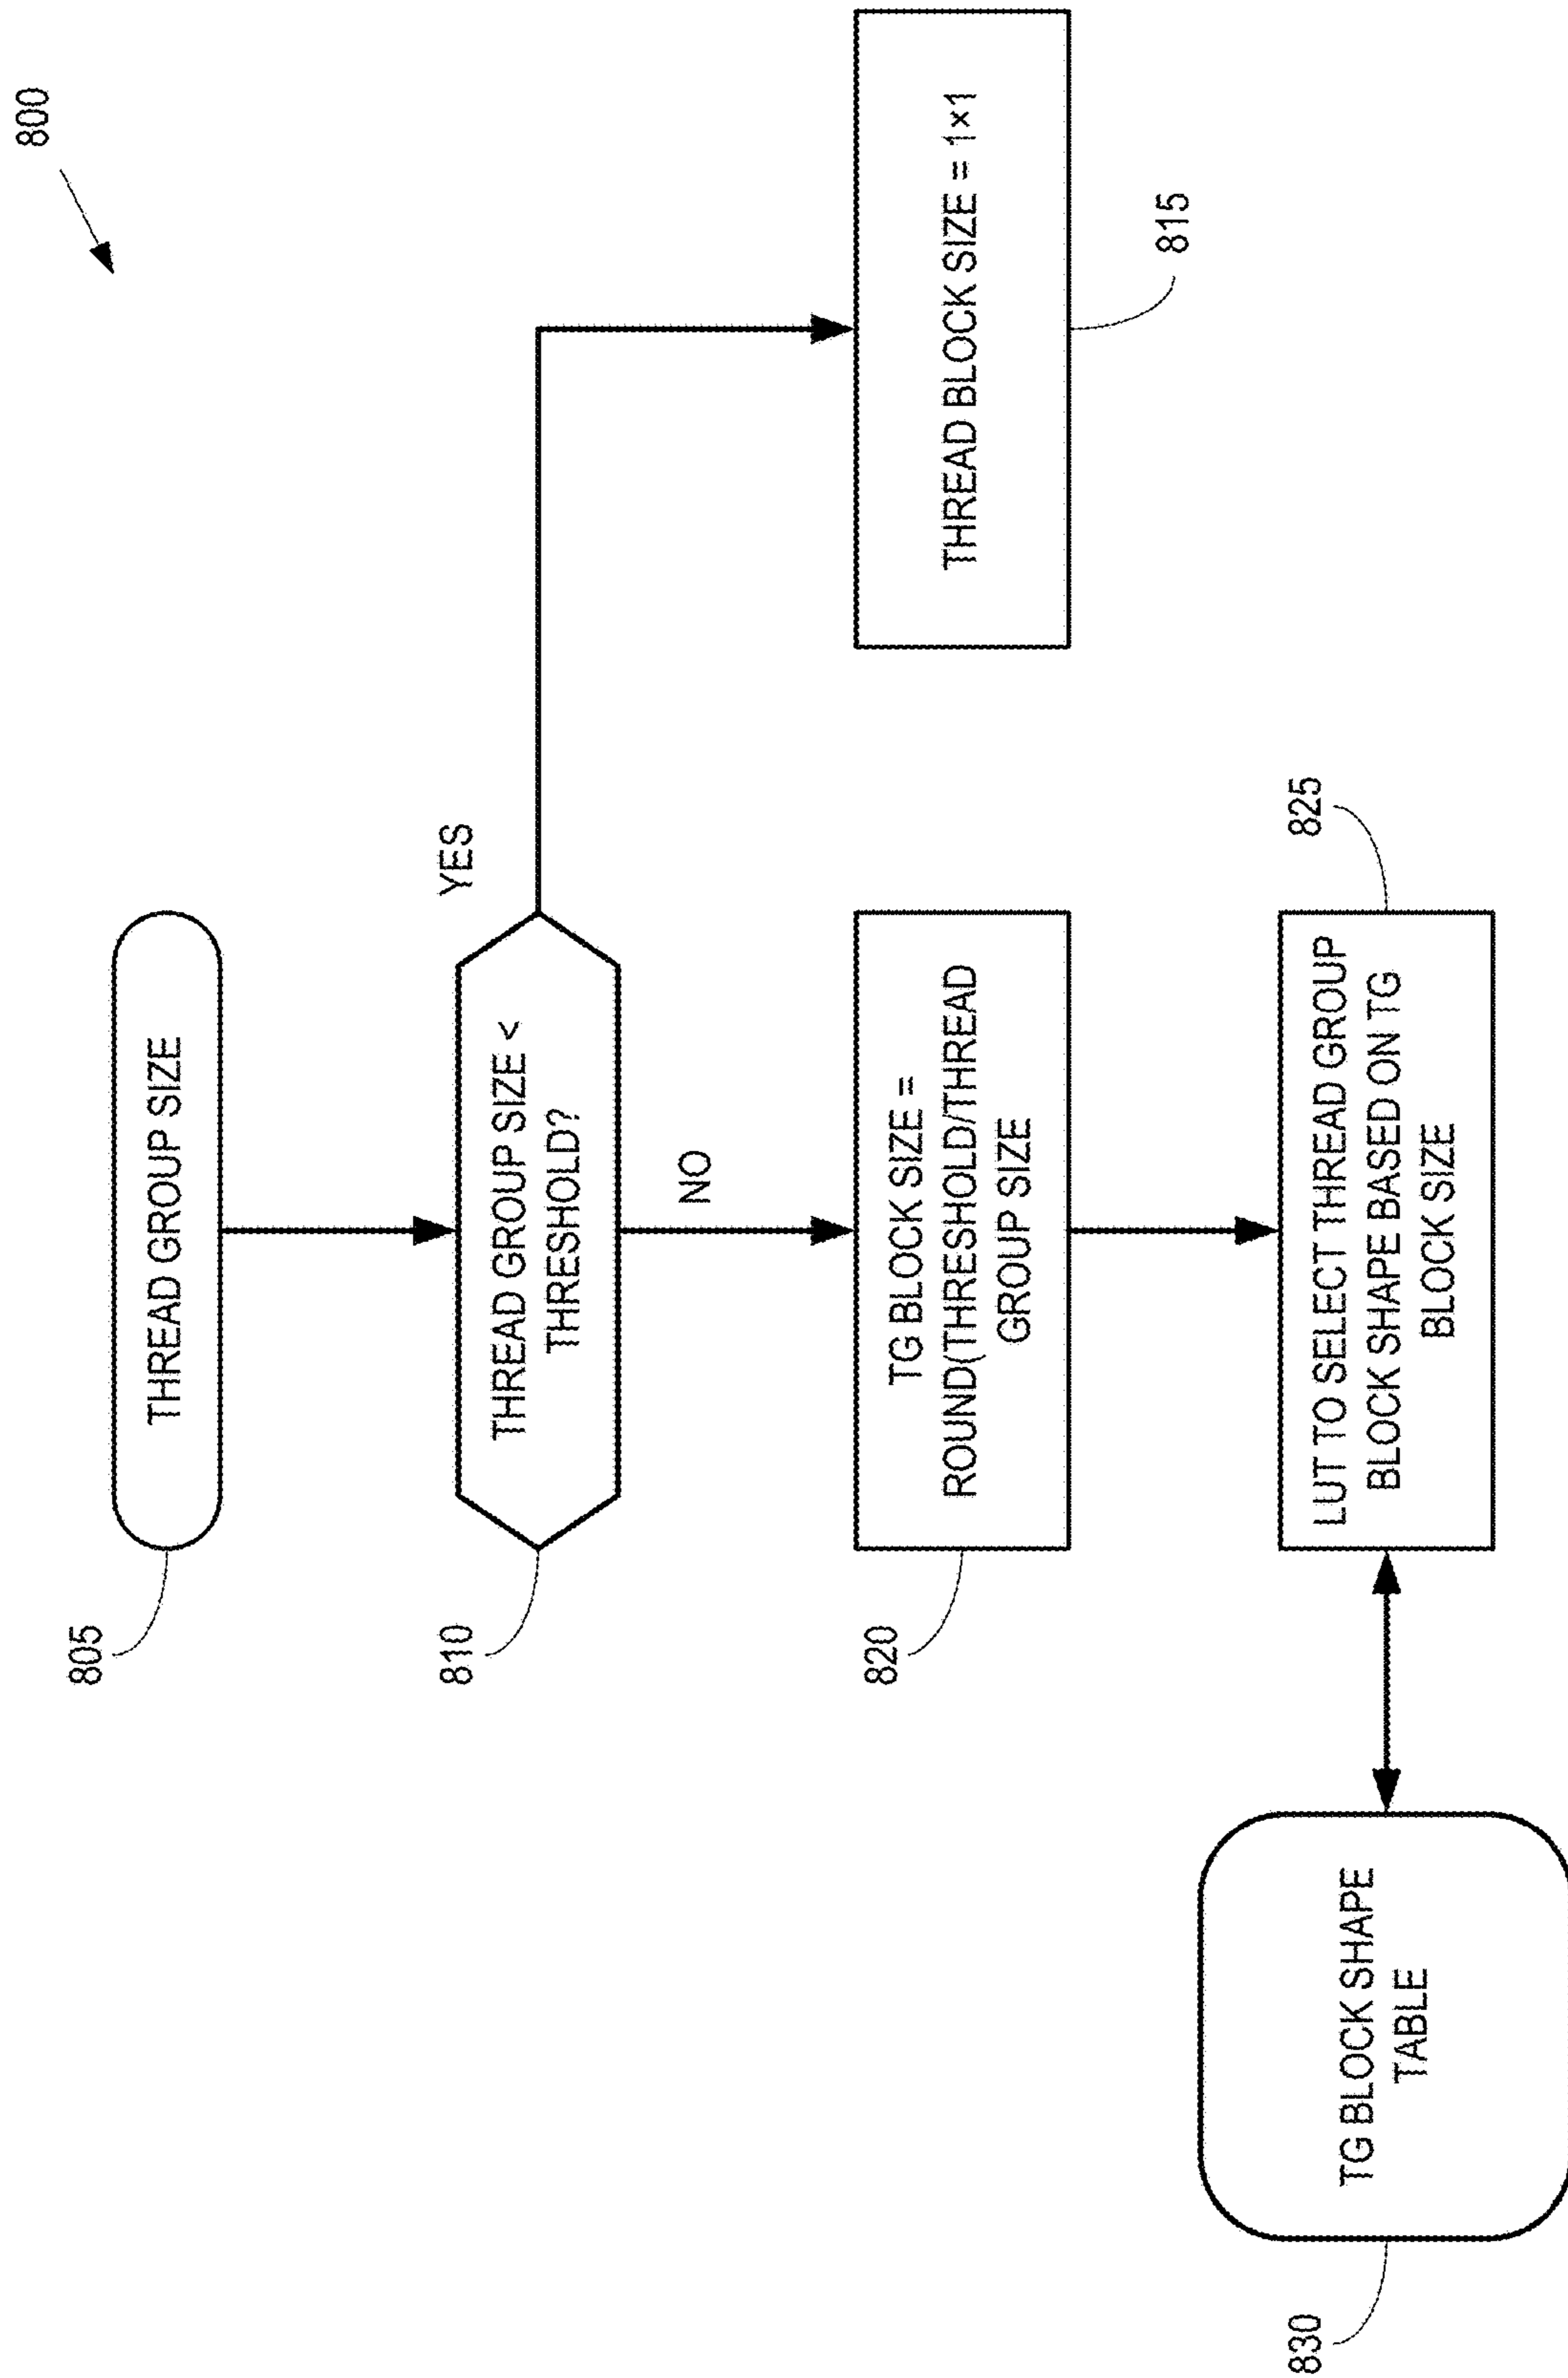 800
805
THREAD GROUP SIZE
810
THREAD GROUP SIZE <
THRESHOLD?
YES
NO
820
TG BLOCK SIZE =
ROUND(THRESHOLD/THREAD
GROUP SIZE
THREAD BLOCK SIZE = 1×1
815
830
TG BLOCK SHAPE
TABLE
LUT TO SELECT THREAD GROUP
BLOCK SHAPE BASED ON TG
BLOCK SIZE
825